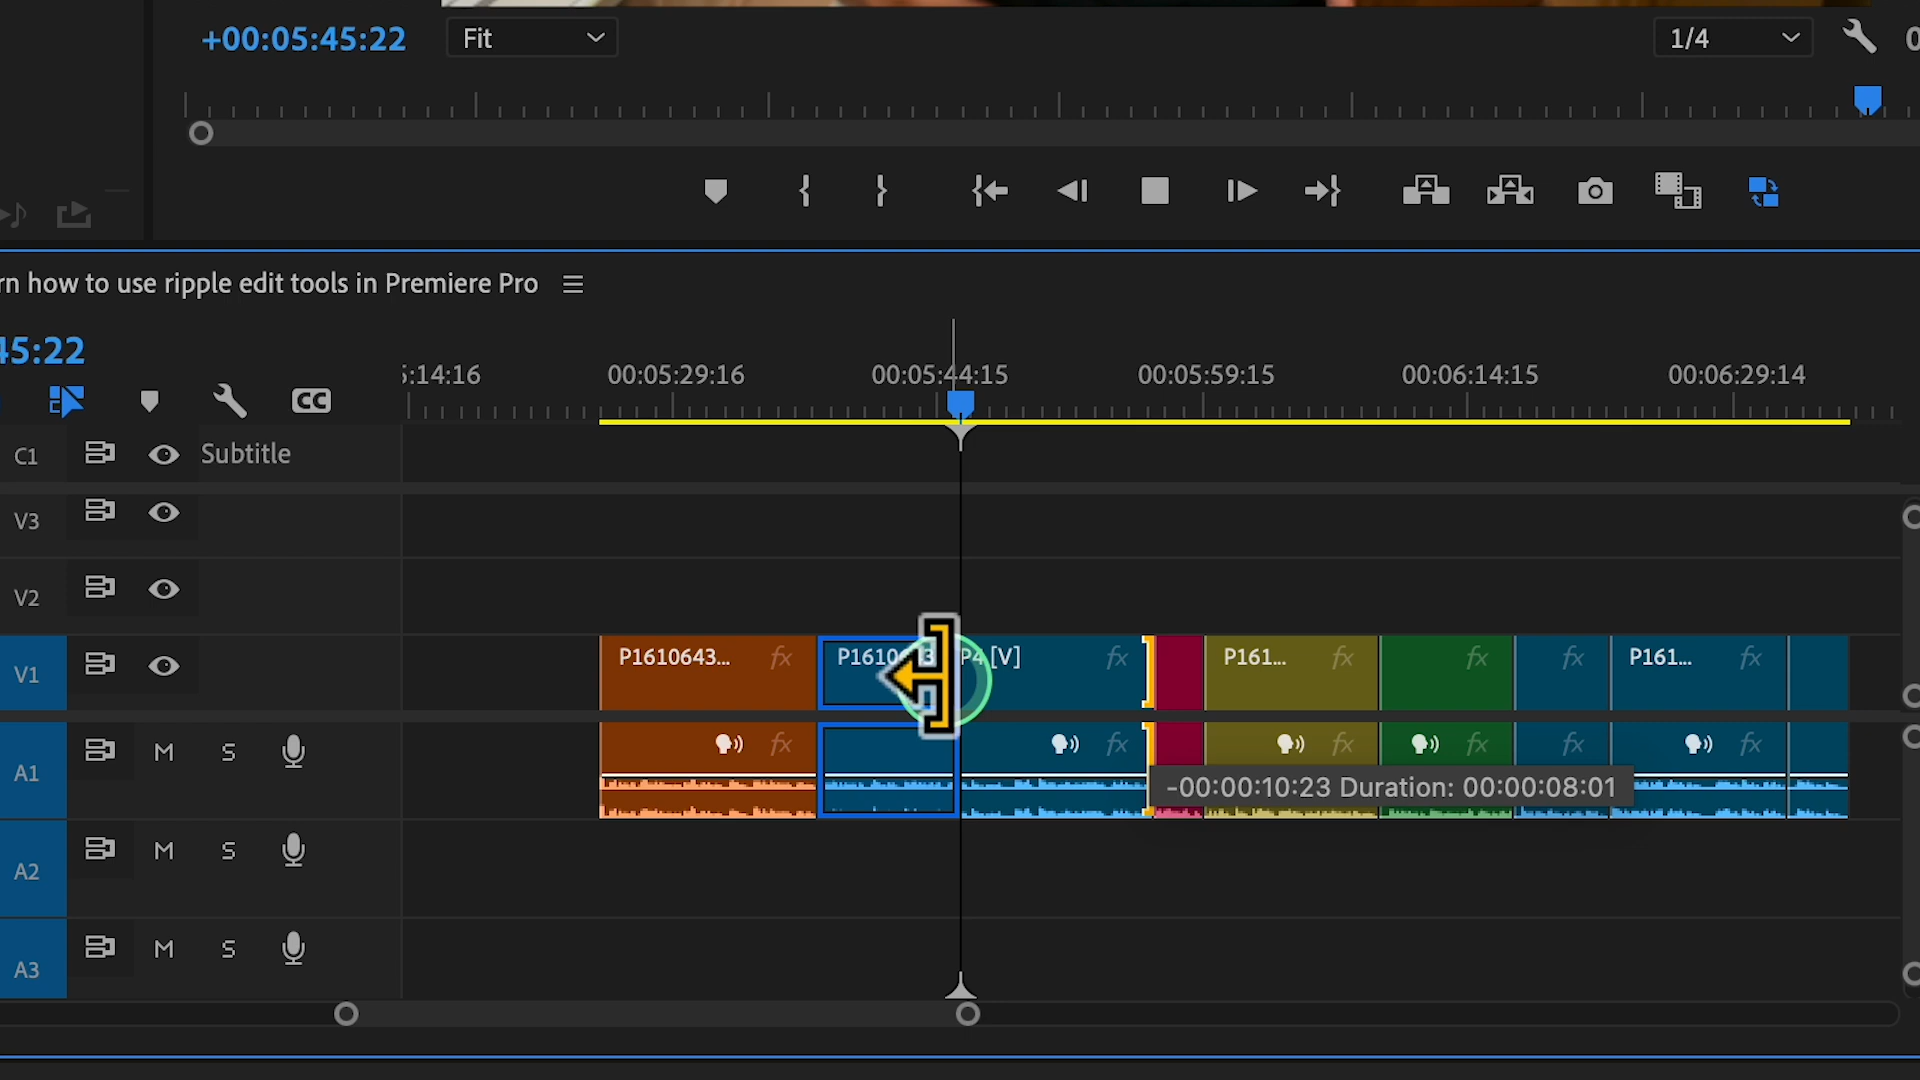 +00:05:45:22
Fit
1/4
rn how to use ripple edit tools in Premiere Pro
45:22
5:14:16
00:05:29:16
00:05:44:15
00:05:59:15
00:06:14:15
00:06:29:14
CC
C1
Subtitle
V3
V2
V1
P1610643... fx
P4 [V] fx
P161... fx
fx
fx
P161... fx
A1
M
S
fx
fx
fx
fx
fx
fx
-00:00:10:23 Duration: 00:00:08:01
A2
M
S
A3
M
S